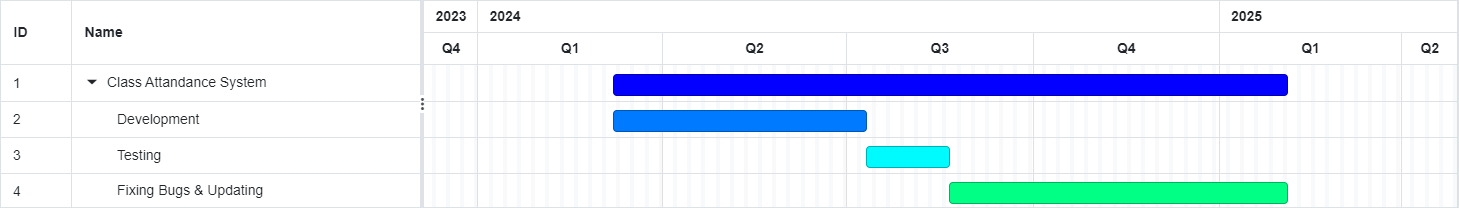 ID Name 2023 2024 2025
Q4 Q1 Q2 Q3 Q4 Q1 Q2
1 Class Attandance System
2 Development
3 Testing
4 Fixing Bugs & Updating